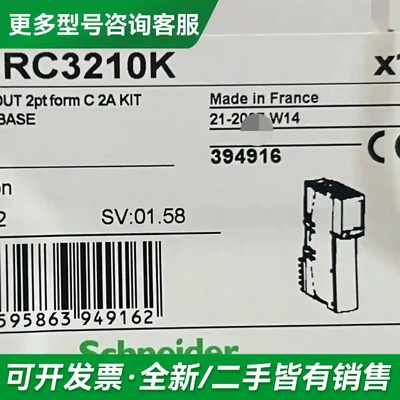 更多型号咨询客服
RC3210K
x1
OUT 2pt form C 2A KIT
BASE
Made in France
21-20 W14
394916
on
2
SV:01.58
595863 949162
Schneider
可开发票·全新/二手皆有销售